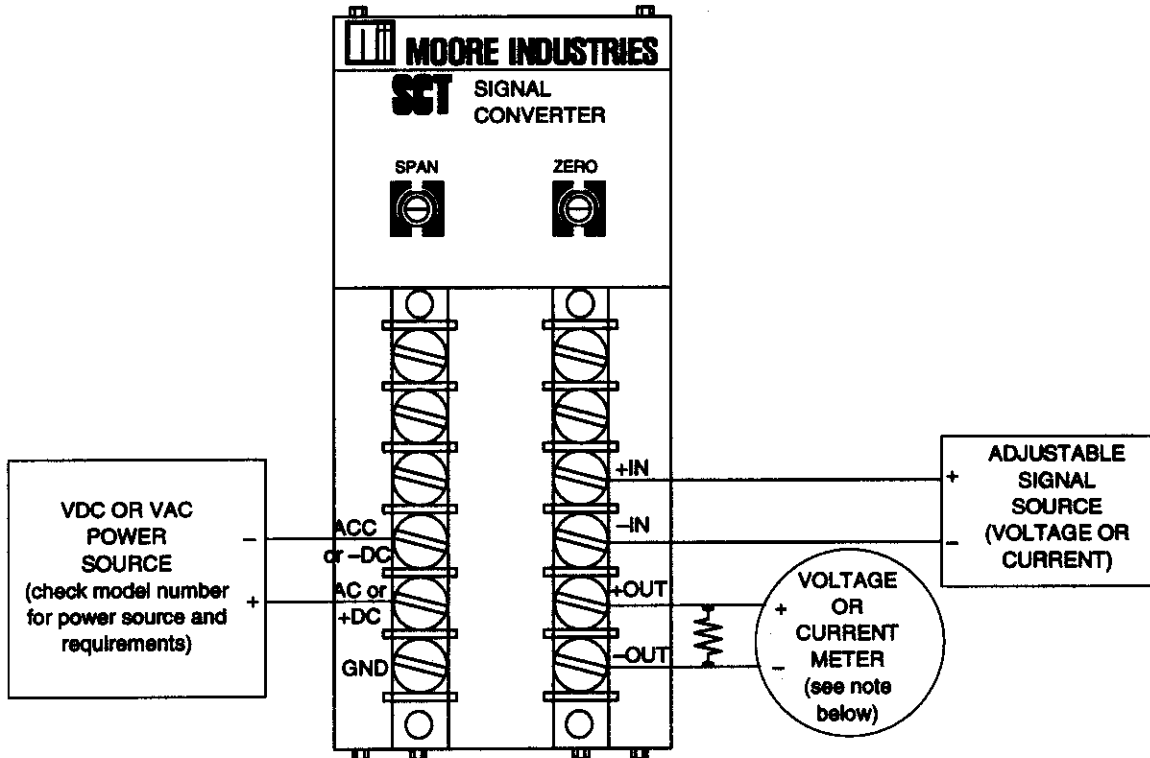 MOORE INDUSTRIES
SCT SIGNAL
CONVERTER
SPAN ZERO
VDC OR VAC
POWER
SOURCE
(check model number
for power source and
requirements)
−
+
ACC
or −DC
AC or
+DC
GND
+IN
−IN
+OUT
−OUT
+
−
ADJUSTABLE
SIGNAL
SOURCE
(VOLTAGE OR
CURRENT)
+
−
VOLTAGE
OR
CURRENT
METER
(see note
below)